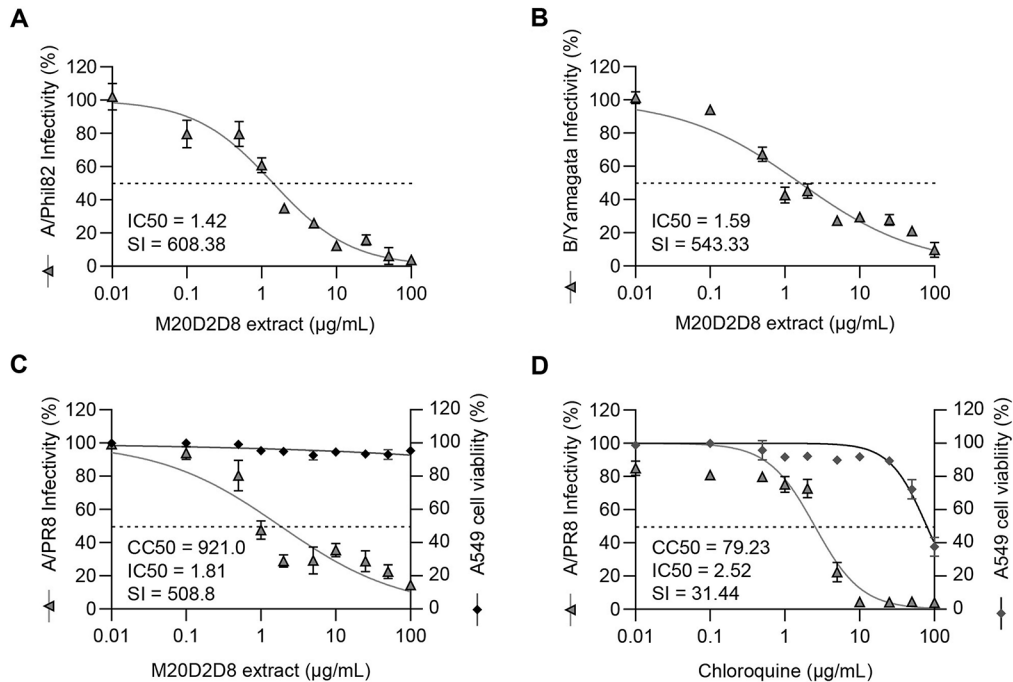 A
A/Phil82 Infectivity (%)
120
100
80
60
40
20
0
IC50 = 1.42
SI = 608.38
0.01 0.1 1 10 100
M20D2D8 extract (µg/mL)
B
B/Yamagata Infectivity (%)
120
100
80
60
40
20
0
IC50 = 1.59
SI = 543.33
0.01 0.1 1 10 100
M20D2D8 extract (µg/mL)
C
A/PR8 Infectivity (%)
120
100
80
60
40
20
0
CC50 = 921.0
IC50 = 1.81
SI = 508.8
120
100
80
60
40
20
0
A549 cell viability (%)
0.01 0.1 1 10 100
M20D2D8 extract (µg/mL)
D
A/PR8 Infectivity (%)
120
100
80
60
40
20
0
CC50 = 79.23
IC50 = 2.52
SI = 31.44
120
100
80
60
40
20
0
A549 cell viability (%)
0.01 0.1 1 10 100
Chloroquine (µg/mL)